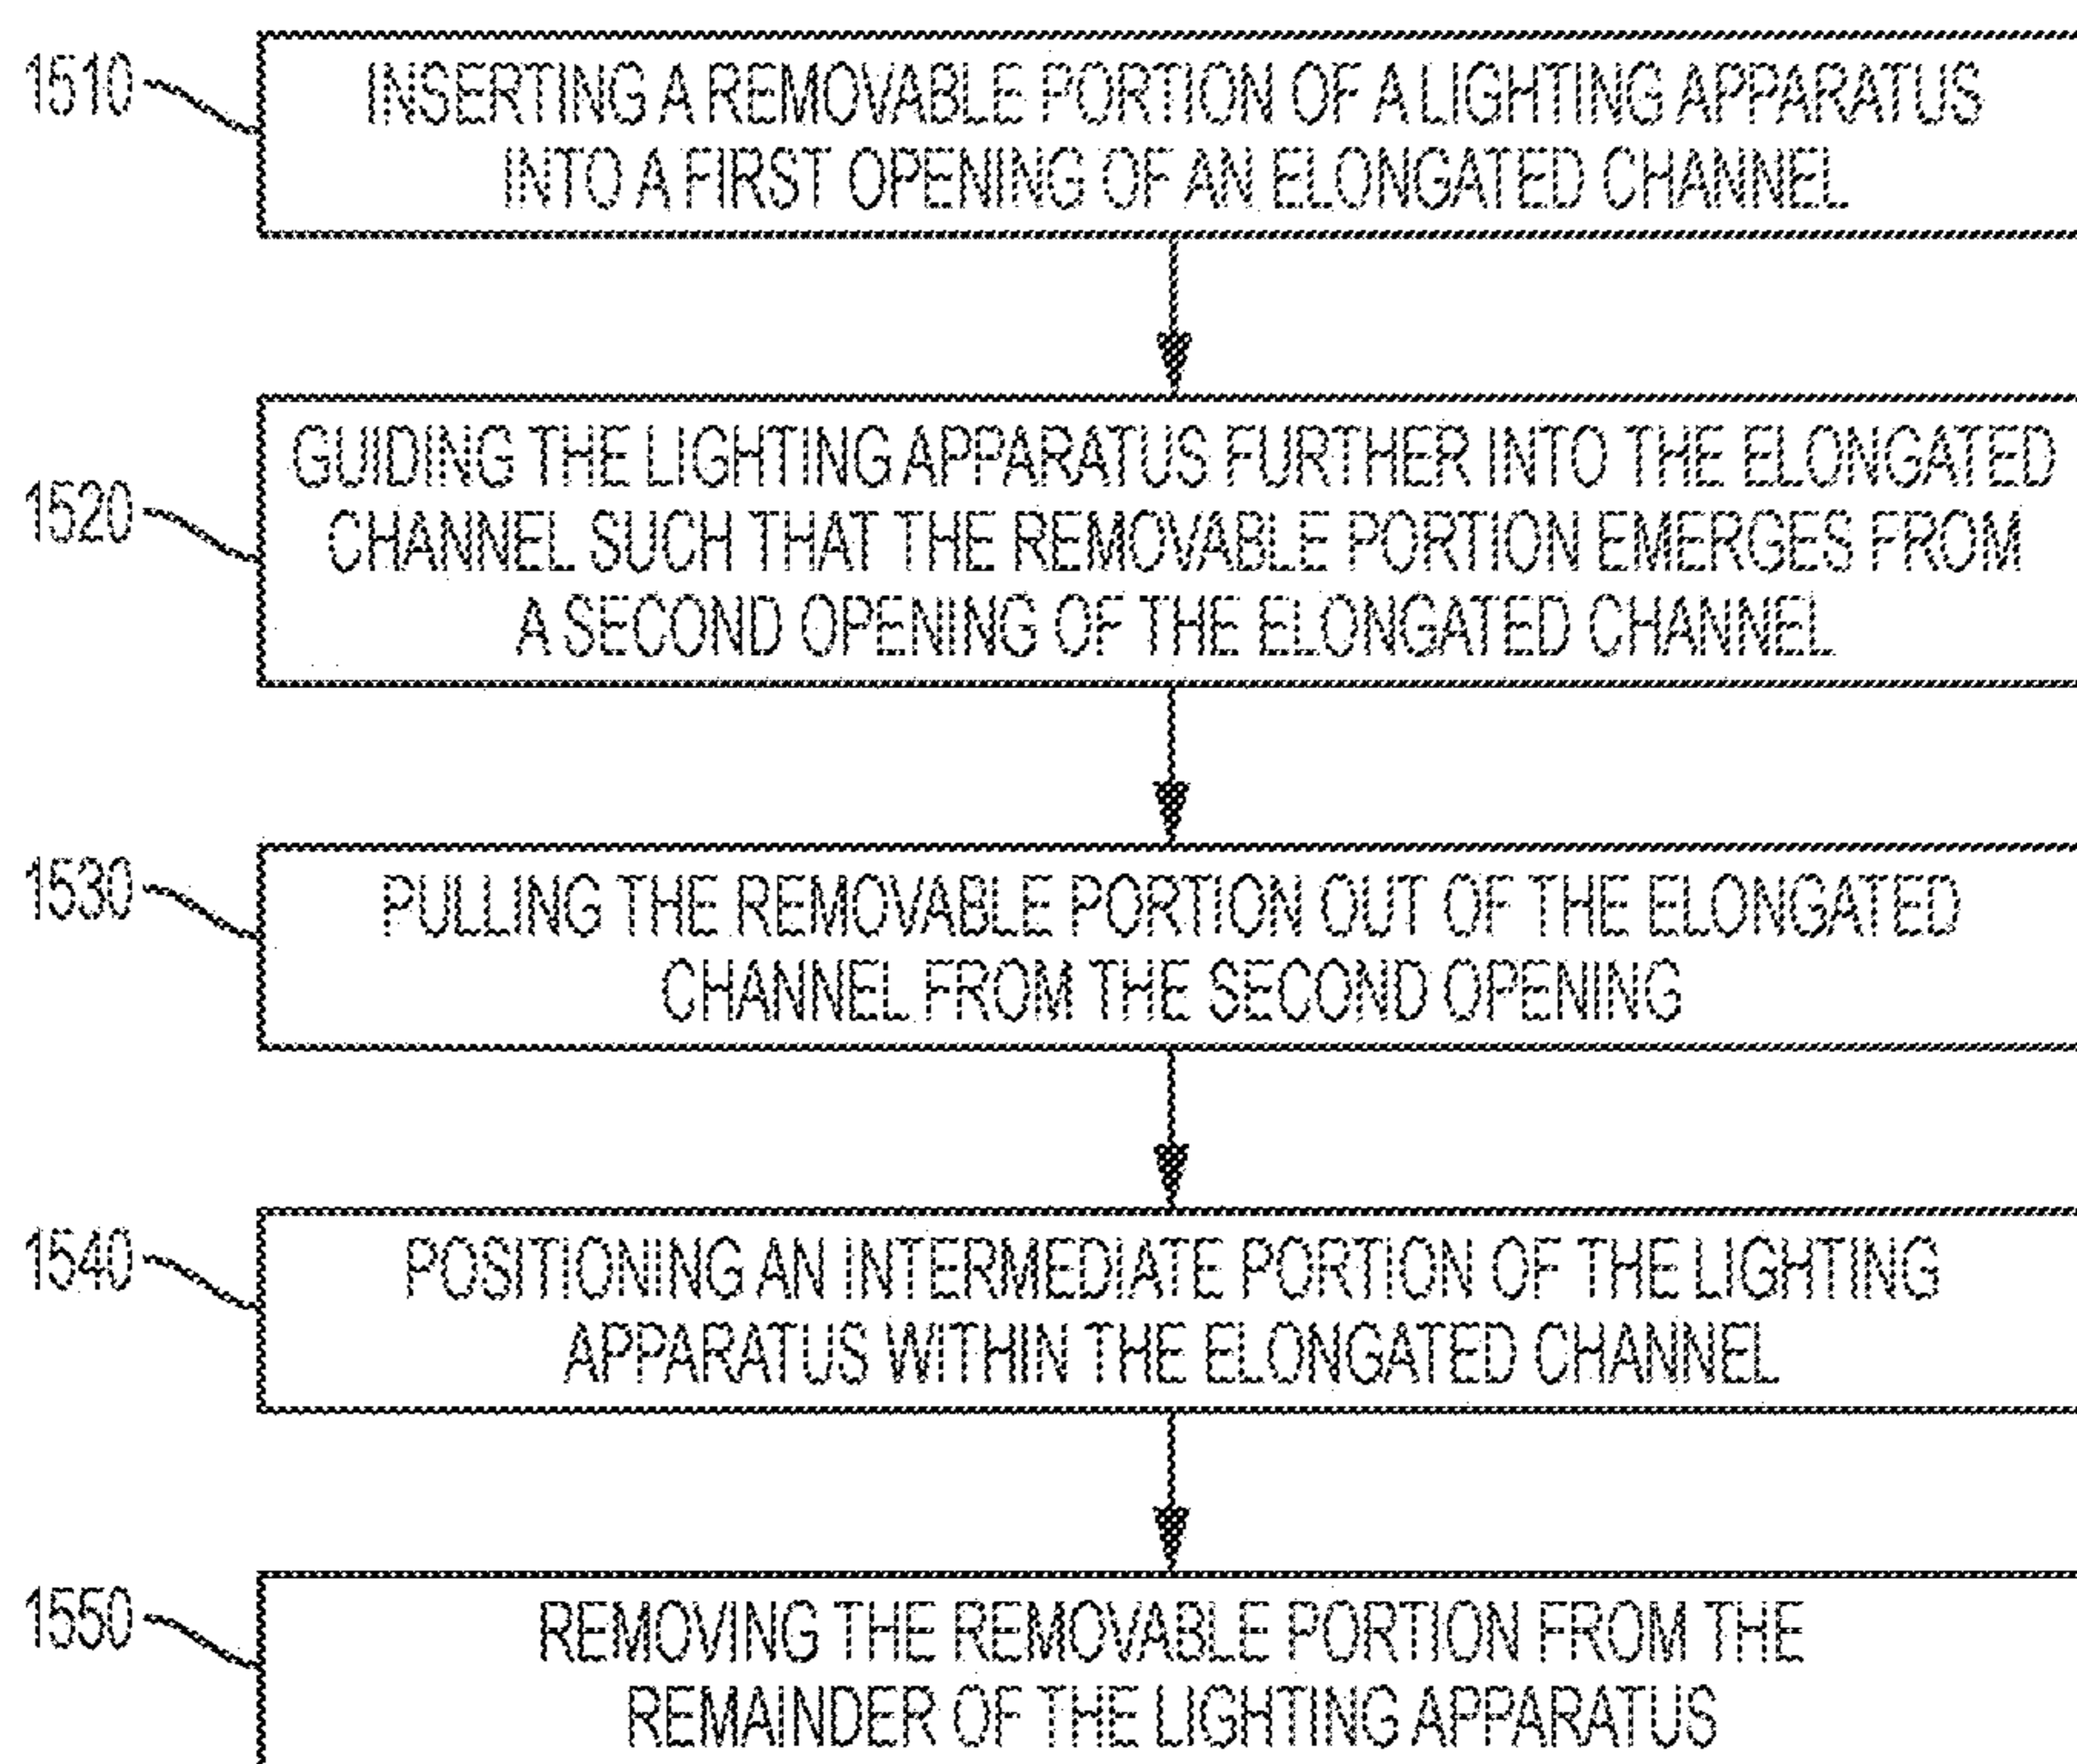 1510
INSERTING A REMOVABLE PORTION OF A LIGHTING APPARATUS
INTO A FIRST OPENING OF AN ELONGATED CHANNEL
1520
GUIDING THE LIGHTING APPARATUS FURTHER INTO THE ELONGATED
CHANNEL SUCH THAT THE REMOVABLE PORTION EMERGES FROM
A SECOND OPENING OF THE ELONGATED CHANNEL
1530
PULLING THE REMOVABLE PORTION OUT OF THE ELONGATED
CHANNEL FROM THE SECOND OPENING
1540
POSITIONING AN INTERMEDIATE PORTION OF THE LIGHTING
APPARATUS WITHIN THE ELONGATED CHANNEL
1550
REMOVING THE REMOVABLE PORTION FROM THE
REMAINDER OF THE LIGHTING APPARATUS